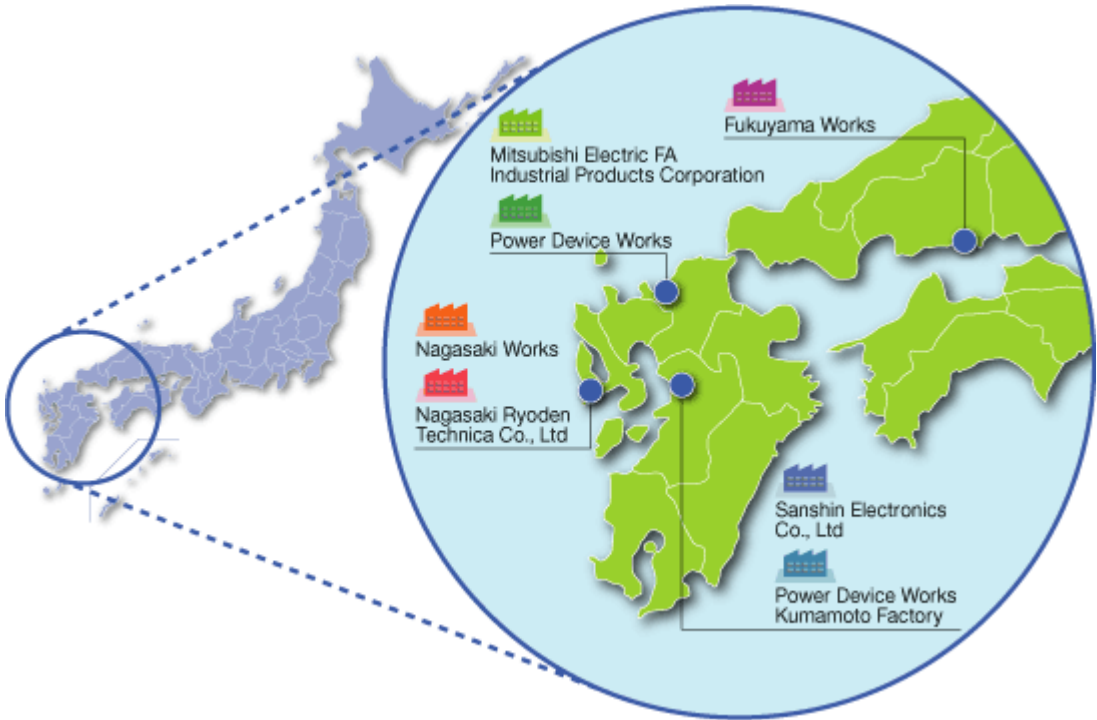 Fukuyama Works
Mitsubishi Electric FA
Industrial Products Corporation
Power Device Works
Nagasaki Works
Nagasaki Ryoden
Technica Co., Ltd
Sanshin Electronics
Co., Ltd
Power Device Works
Kumamoto Factory